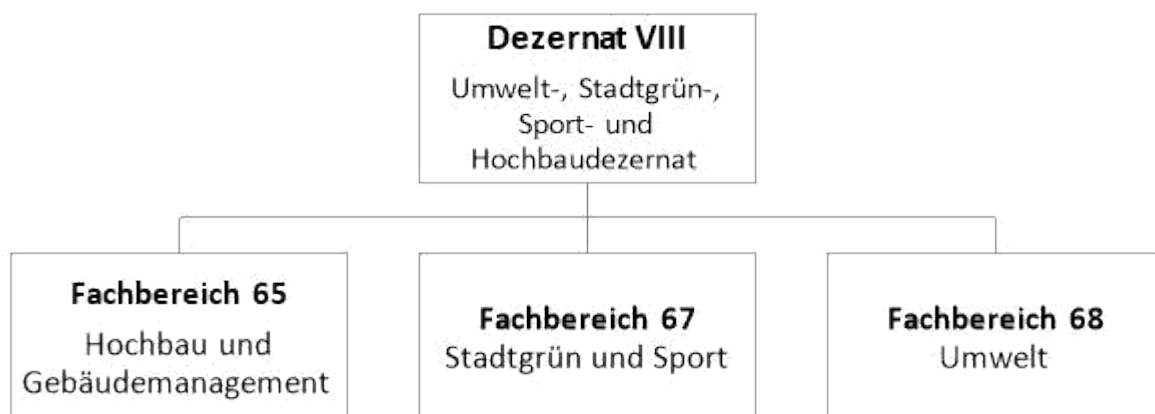 Dezernat VIII
Umwelt-, Stadtgrün-,
Sport- und
Hochbaudezernat
Fachbereich 65
Hochbau und
Gebäudemanagement
Fachbereich 67
Stadtgrün und Sport
Fachbereich 68
Umwelt